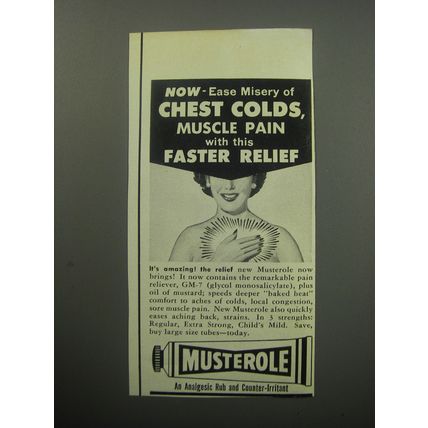 NOW - Ease Misery of
CHEST COLDS,
MUSCLE PAIN
with this
FASTER RELIEF
It's amazing! the relief new Musterole now
brings! It now contains the remarkable pain
reliever, GM-7 (glycol monosalicylate), plus
oil of mustard; speeds deeper "baked heat"
comfort to aches of colds, local congestion,
sore muscle pain. New Musterole also quickly
eases aching back, strains. In 3 strengths:
Regular, Extra Strong, Child's Mild. Save,
buy large size tubes—today.
MUSTEROLE
An Analgesic Rub and Counter-Irritant